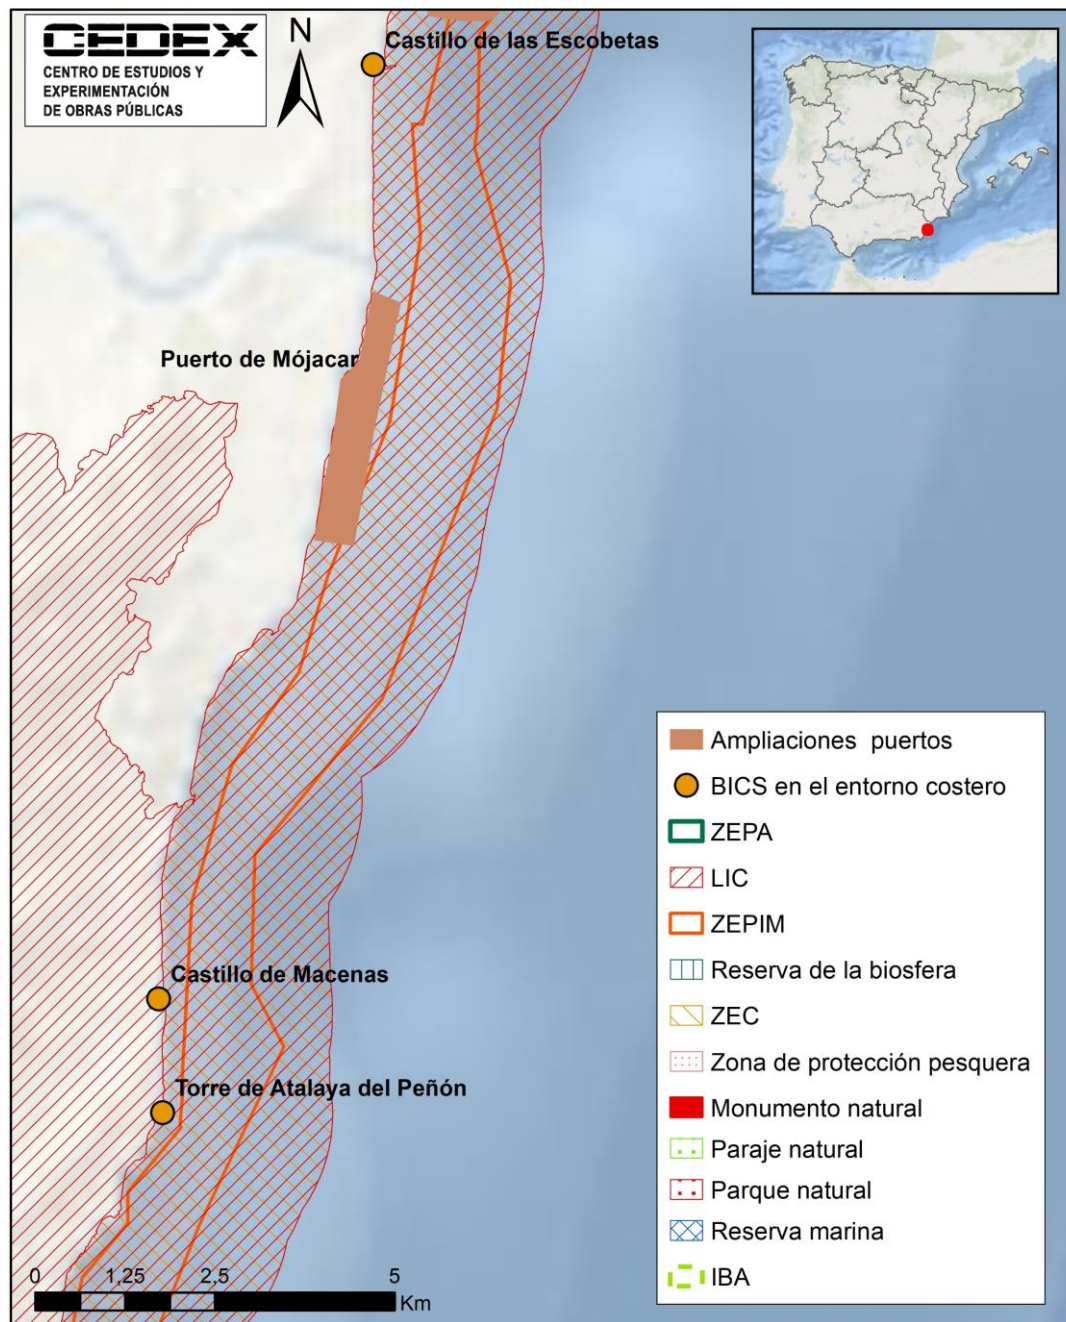 CEDEX
CENTRO DE ESTUDIOS Y
EXPERIMENTACIÓN
DE OBRAS PÚBLICAS
N
Castillo de las Escobetas
Puerto de Mójacar
Castillo de Macenas
Torre de Atalaya del Peñón
0 1,25 2,5 5
Km
Ampliaciones puertos
BICS en el entorno costero
ZEPA
LIC
ZEPIM
Reserva de la biosfera
ZEC
Zona de protección pesquera
Monumento natural
Paraje natural
Parque natural
Reserva marina
IBA